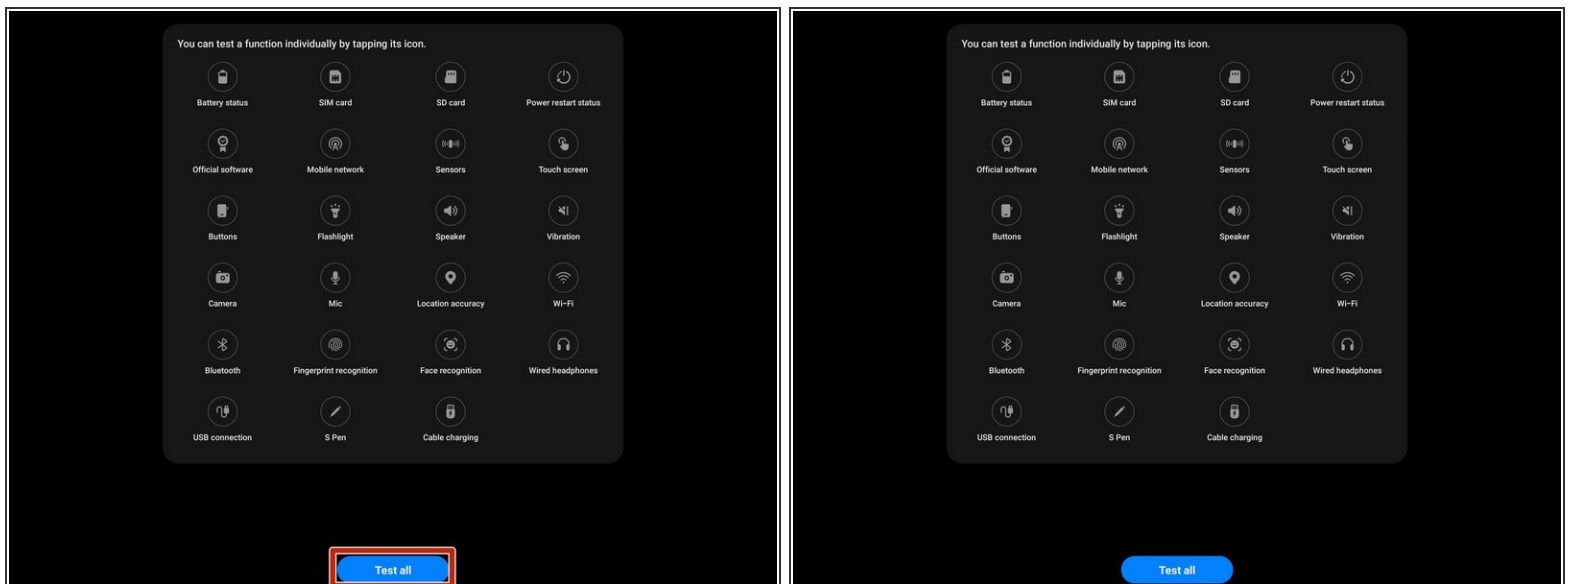 You can test a function individually by tapping its icon.
Battery status SIM card SD card Power restart status
Official software Mobile network Sensors Touch screen
Buttons Flashlight Speaker Vibration
Camera Mic Location accuracy Wi-Fi
Bluetooth Fingerprint recognition Face recognition Wired headphones
USB connection S Pen Cable charging
Test all
You can test a function individually by tapping its icon.
Battery status SIM card SD card Power restart status
Official software Mobile network Sensors Touch screen
Buttons Flashlight Speaker Vibration
Camera Mic Location accuracy Wi-Fi
Bluetooth Fingerprint recognition Face recognition Wired headphones
USB connection S Pen Cable charging
Test all